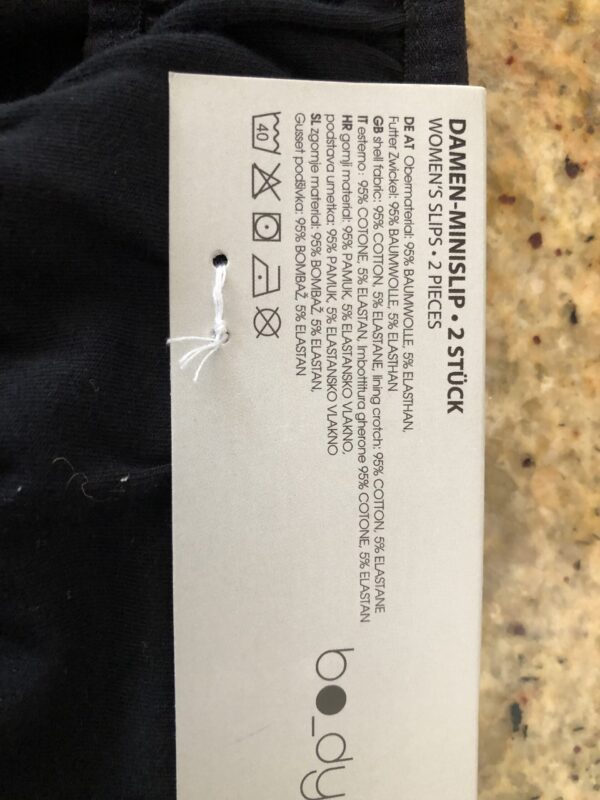 DAMEN-MINISLIP • 2 STÜCK
WOMEN'S SLIPS • 2 PIECES
DE AT Obermaterial: 95% BAUMWOLLE, 5% ELASTHAN,
Futter Zwickel: 95% BAUMWOLLE, 5% ELASTHAN
GB shell fabric: 95% COTTON, 5% ELASTANE, lining crotch: 95% COTTON, 5% ELASTANE
IT esterno: 95% COTONE, 5% ELASTAN, Imbottitura gherone 95% COTONE, 5% ELASTAN
HR gornji materijal: 95% PAMUK, 5% ELASTANSKO VLAKNO,
podstava umetka: 95% PAMUK, 5% ELASTANSKO VLAKNO
SL zgornje material: 95% BOMBAŽ, 5% ELASTAN,
Gusset podšivka: 95% BOMBAŽ, 5% ELASTAN
40
bo_dy